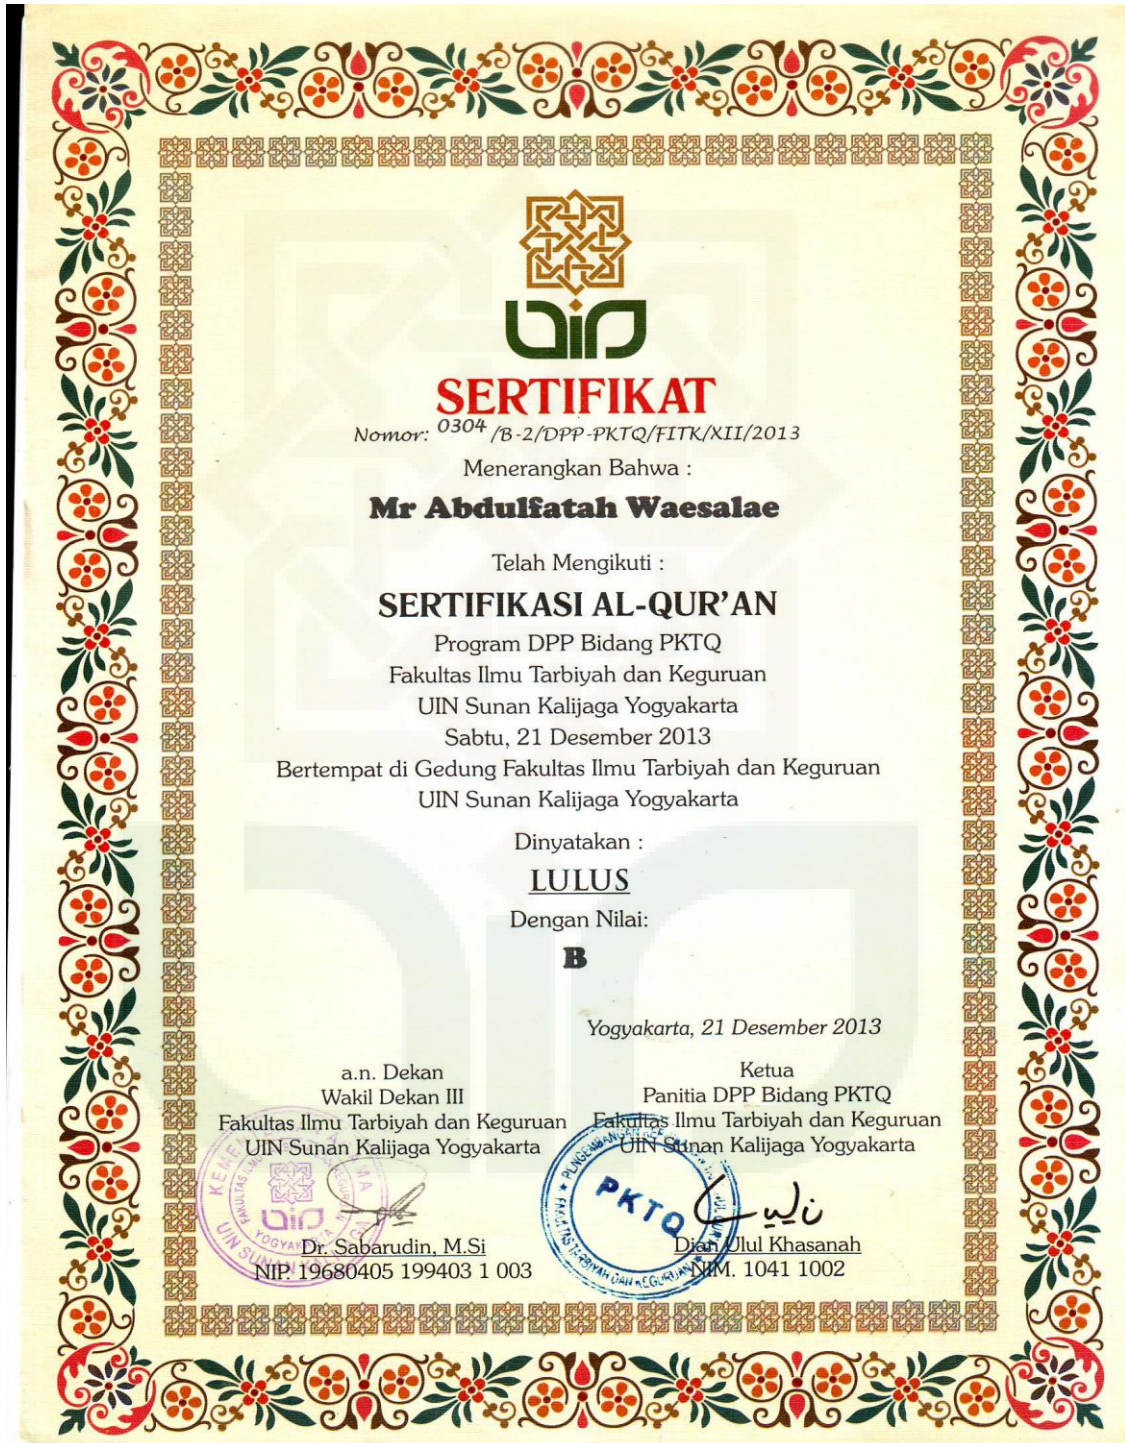 uin
SERTIFIKAT
Nomor: 0304 /B-2/DPP-PKTQ/FITK/XII/2013
Menerangkan Bahwa :
Mr Abdulfatah Waesalae
Telah Mengikuti :
SERTIFIKASI AL-QUR'AN
Program DPP Bidang PKTQ
Fakultas Ilmu Tarbiyah dan Keguruan
UIN Sunan Kalijaga Yogyakarta
Sabtu, 21 Desember 2013
Bertempat di Gedung Fakultas Ilmu Tarbiyah dan Keguruan
UIN Sunan Kalijaga Yogyakarta
Dinyatakan :
LULUS
Dengan Nilai:
B
Yogyakarta, 21 Desember 2013
a.n. Dekan
Wakil Dekan III
Fakultas Ilmu Tarbiyah dan Keguruan
UIN Sunan Kalijaga Yogyakarta
Dr. Sabarudin, M.Si
NIP. 19680405 199403 1 003
Ketua
Panitia DPP Bidang PKTQ
Fakultas Ilmu Tarbiyah dan Keguruan
UIN Sunan Kalijaga Yogyakarta
PKTQ
Dian Ulul Khasanah
NIM. 1041 1002